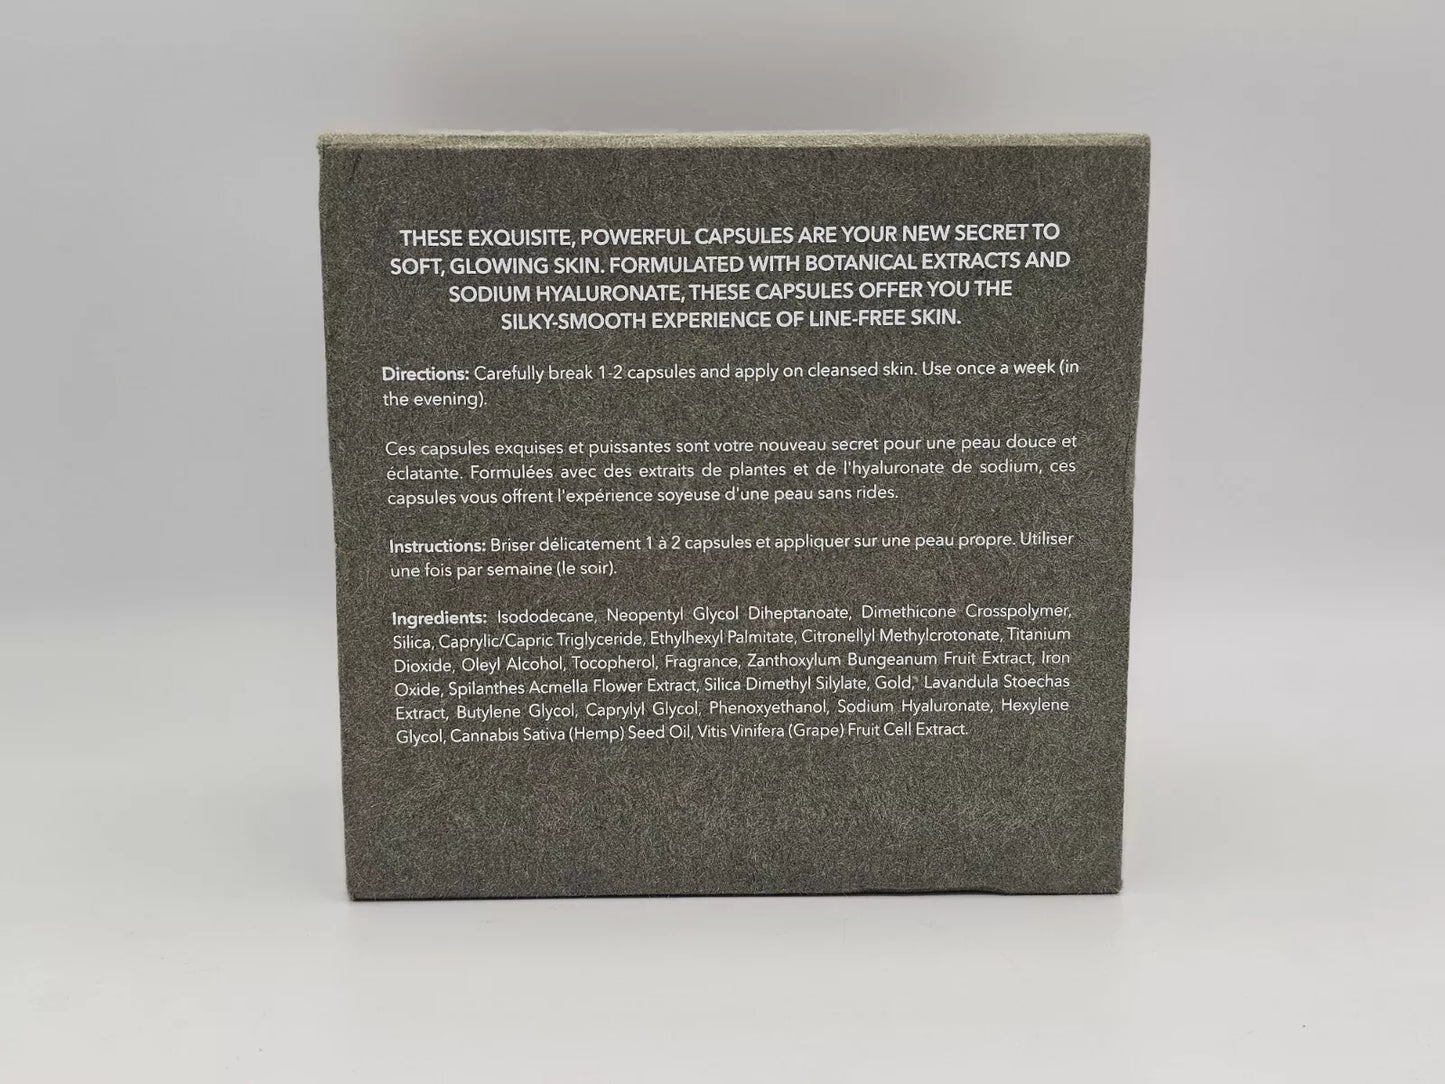 THESE EXQUISITE, POWERFUL CAPSULES ARE YOUR NEW SECRET TO
SOFT, GLOWING SKIN. FORMULATED WITH BOTANICAL EXTRACTS AND
SODIUM HYALURONATE, THESE CAPSULES OFFER YOU THE
SILKY-SMOOTH EXPERIENCE OF LINE-FREE SKIN.
Directions: Carefully break 1-2 capsules and apply on cleansed skin. Use once a week (in
the evening).
Ces capsules exquises et puissantes sont votre nouveau secret pour une peau douce et
éclatante. Formulées avec des extraits de plantes et de l'hyaluronate de sodium, ces
capsules vous offrent l'expérience soyeuse d'une peau sans rides.
Instructions: Briser délicatement 1 à 2 capsules et appliquer sur une peau propre. Utiliser
une fois par semaine (le soir).
Ingredients: Isododecane, Neopentyl Glycol Diheptanoate, Dimethicone Crosspolymer,
Silica, Caprylic/Capric Triglyceride, Ethylhexyl Palmitate, Citronellyl Methylcrotonate, Titanium
Dioxide, Oleyl Alcohol, Tocopherol, Fragrance, Zanthoxylum Bungeanum Fruit Extract, Iron
Oxide, Spilanthes Acmella Flower Extract, Silica Dimethyl Silylate, Gold, Lavandula Stoechas
Extract, Butylene Glycol, Caprylyl Glycol, Phenoxyethanol, Sodium Hyaluronate, Hexylene
Glycol, Cannabis Sativa (Hemp) Seed Oil, Vitis Vinifera (Grape) Fruit Cell Extract.